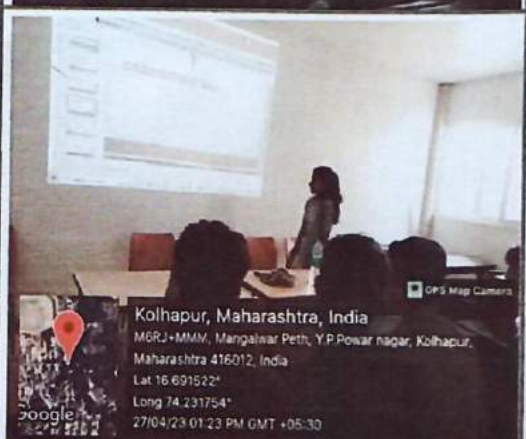 GPS Map Camera
Kolhapur, Maharashtra, India
M6RJ+MMM, Mangalwar Peth, Y.P.Powar nagar, Kolhapur,
Maharashtra 416012, India
Lat 16.691522°
Long 74.231754°
27/04/23 01:23 PM GMT +05:30
Google